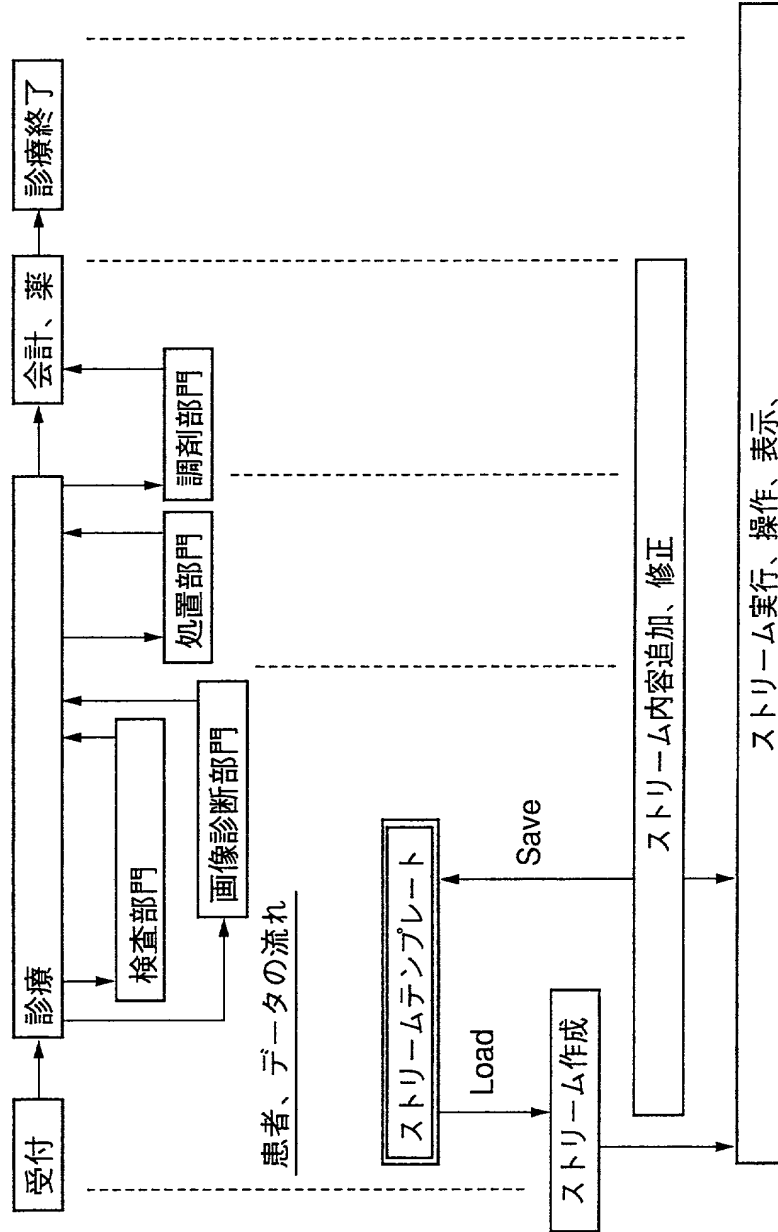 受付
診療
会計、薬
診療終了
検査部門
画像診断部門
処置部門
調剤部門
患者、データの流れ
ストリームテンプレート
Load
Save
ストリーム作成
ストリーム内容追加、修正
ストリーム実行、操作、表示、